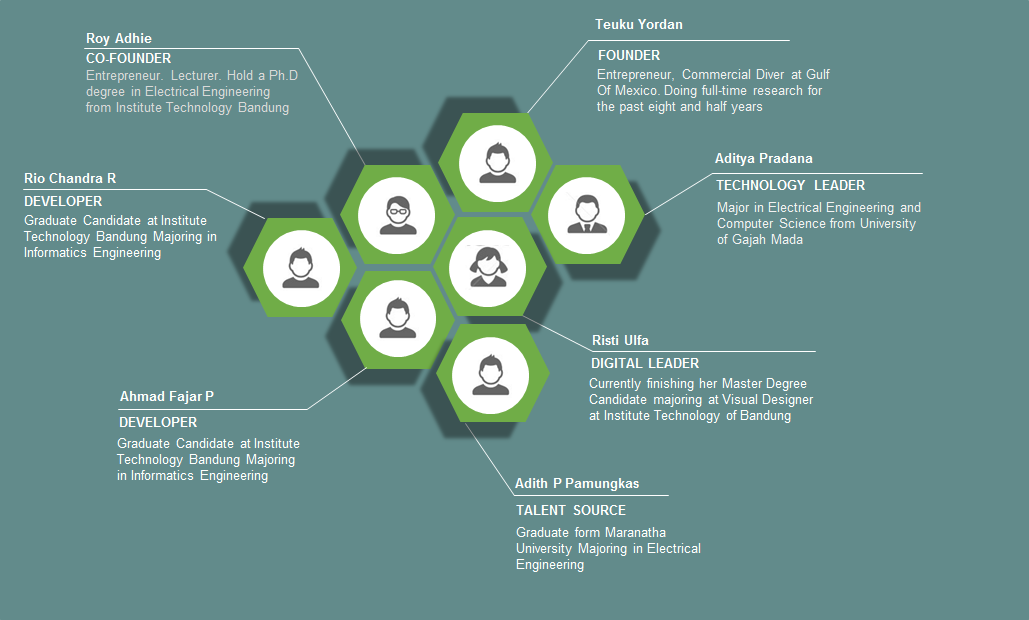 Teuku Yordan
FOUNDER
Entrepreneur, Commercial Diver at Gulf
Of Mexico. Doing full-time research for
the past eight and half years
Roy Adhie
CO-FOUNDER
Entrepreneur. Lecturer. Hold a Ph.D
degree in Electrical Engineering
from Institute Technology Bandung
Aditya Pradana
TECHNOLOGY LEADER
Major in Electrical Engineering and
Computer Science from University
of Gajah Mada
Rio Chandra R
DEVELOPER
Graduate Candidate at Institute
Technology Bandung Majoring in
Informatics Engineering
Risti Ulfa
DIGITAL LEADER
Currently finishing her Master Degree
Candidate majoring at Visual Designer
at Institute Technology of Bandung
Ahmad Fajar P
DEVELOPER
Graduate Candidate at Institute
Technology Bandung Majoring
in Informatics Engineering
Adith P Pamungkas
TALENT SOURCE
Graduate form Maranatha
University Majoring in Electrical
Engineering